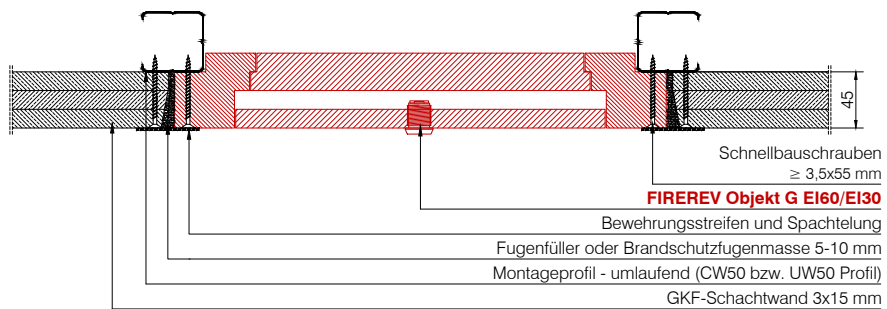 45
Schnellbauschrauben
≥ 3,5x55 mm
FIREREV Objekt G EI60/EI30
Bewehrungsstreifen und Spachtelung
Fugenfüller oder Brandschutzfugenmasse 5-10 mm
Montageprofil - umlaufend (CW50 bzw. UW50 Profil)
GKF-Schachtwand 3x15 mm